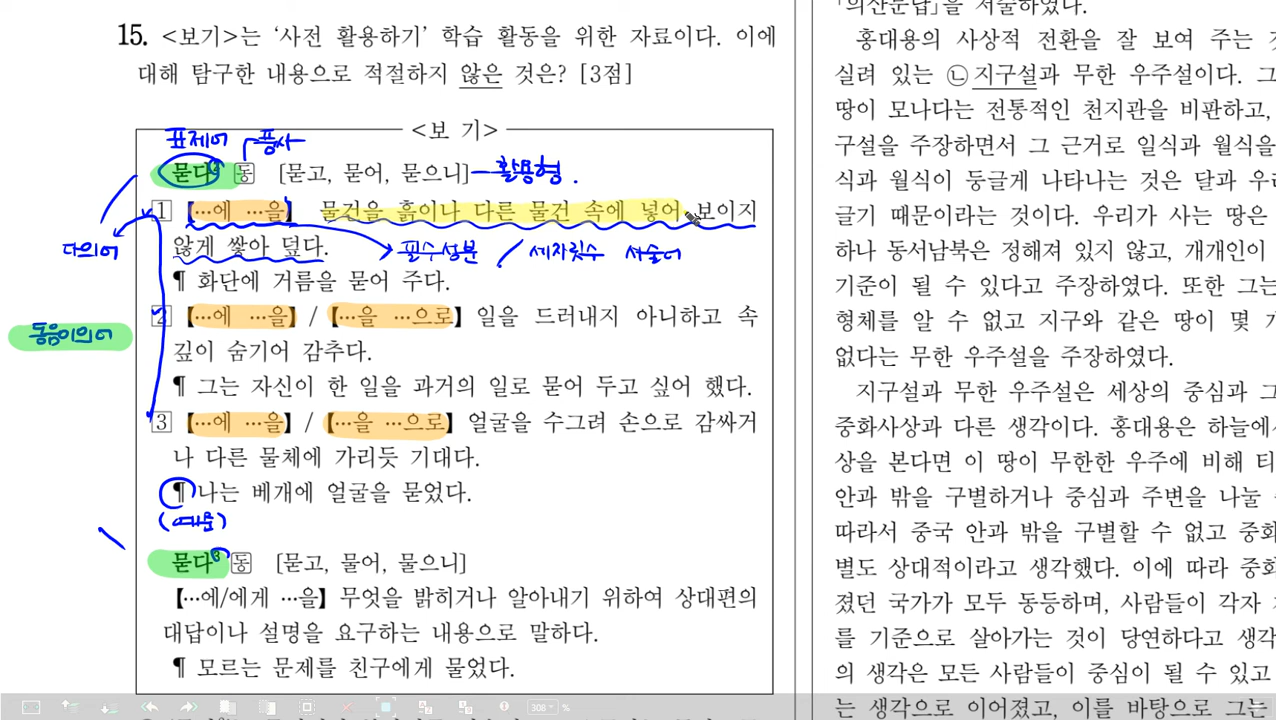 15. <보기>는 '사전 활용하기' 학습 활동을 위한 자료이다. 이에
대해 탐구한 내용으로 적절하지 않은 것은? [3점]
<보 기>
표제어 품사
묻다² 동 [묻고, 묻어, 묻으니] 활용형.
1 【…에 …을】 물건을 흙이나 다른 물건 속에 넣어 보이지
않게 쌓아 덮다.
다의어 필수성분 세자릿수 서술어
¶ 화단에 거름을 묻어 주다.
2 【…에 …을】 / 【…을 …으로】 일을 드러내지 아니하고 속
동음이의어
깊이 숨기어 감추다.
¶ 그는 자신이 한 일을 과거의 일로 묻어 두고 싶어 했다.
3 【…에 …을】 / 【…을 …으로】 얼굴을 수그려 손으로 감싸거
나 다른 물체에 가리듯 기대다.
¶ 나는 베개에 얼굴을 묻었다.
(예문)
묻다³ 동 [묻고, 물어, 물으니]
【…에/에게 …을】 무엇을 밝히거나 알아내기 위하여 상대편의
대답이나 설명을 요구하는 내용으로 말하다.
¶ 모르는 문제를 친구에게 물었다.
『의산문답』을 저술하였다.
홍대용의 사상적 전환을 잘 보여 주는
실려 있는 ㉡지구설과 무한 우주설이다.
땅이 모나다는 전통적인 천지관을 비판하고,
구설을 주장하면서 그 근거로 일식과 월식을
식과 월식이 둥글게 나타나는 것은 달과
글기 때문이라는 것이다. 우리가 사는 땅은
하나 동서남북은 정해져 있지 않고, 개개인이
기준이 될 수 있다고 주장하였다. 또한 그는
형체를 알 수 없고 지구와 같은 땅이 몇
없다는 무한 우주설을 주장하였다.
지구설과 무한 우주설은 세상의 중심과
중화사상과 다른 생각이다. 홍대용은 하늘에서
상을 본다면 이 땅이 무한한 우주에 비해
안과 밖을 구별하거나 중심과 주변을 나눌
따라서 중국 안과 밖을 구별할 수 없고
별도 상대적이라고 생각했다. 이에 따라
졌던 국가가 모두 동등하며, 사람들이 각자
를 기준으로 살아가는 것이 당연하다고
의 생각은 모든 사람들이 중심이 될 수 있고
는 생각으로 이어졌고, 이를 바탕으로 그는
308 %